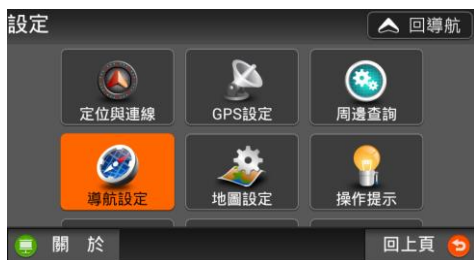 設定
回導航
定位與連線
GPS設定
周邊查詢
導航設定
地圖設定
操作提示
關 於
回上頁